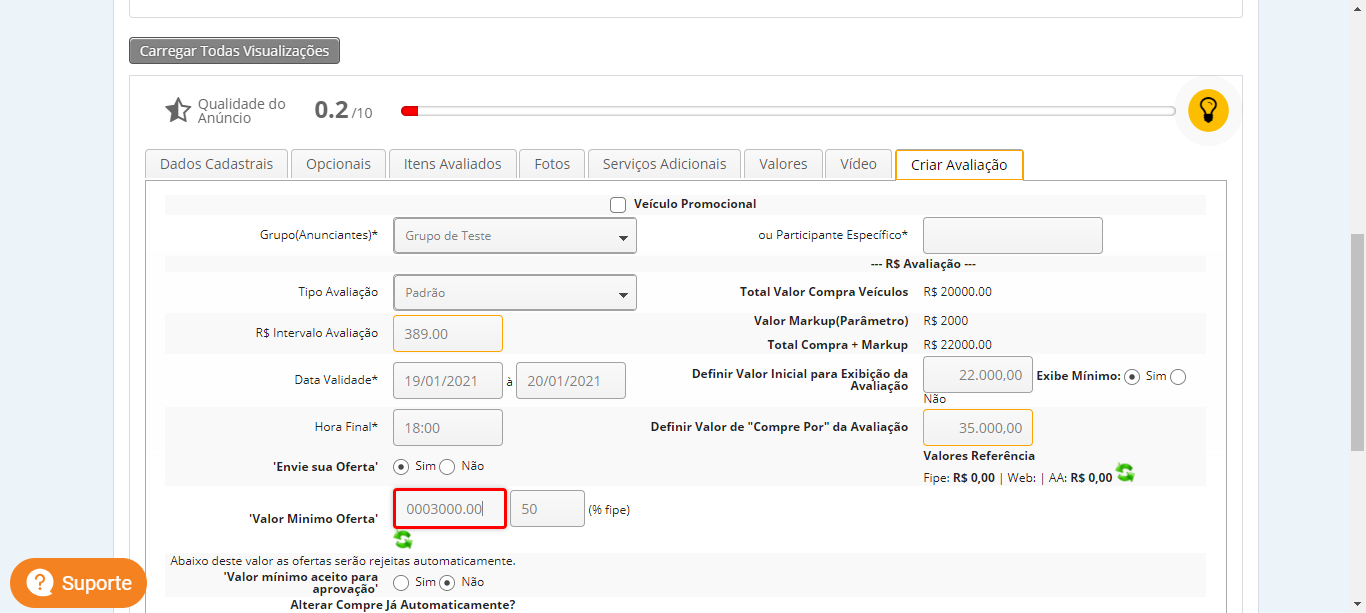 Carregar Todas Visualizações
Qualidade do
Anúncio
0.2 /10
Dados Cadastrais
Opcionais
Itens Avaliados
Fotos
Serviços Adicionais
Valores
Vídeo
Criar Avaliação
Veículo Promocional
Grupo(Anunciantes)*
Grupo de Teste
ou Participante Específico*
--- R$ Avaliação ---
Tipo Avaliação
Padrão
Total Valor Compra Veículos
R$ 20000.00
R$ Intervalo Avaliação
389.00
Valor Markup(Parâmetro)
R$ 2000
Total Compra + Markup
R$ 22000.00
Data Validade*
19/01/2021 à 20/01/2021
Definir Valor Inicial para Exibição da
Avaliação
22.000,00
Exibe Mínimo: Sim
Não
Hora Final*
18:00
Definir Valor de "Compre Por" da Avaliação
35.000,00
'Envie sua Oferta'
Sim Não
Valores Referência
Fipe: R$ 0,00 | Web: | AA: R$ 0,00
'Valor Minimo Oferta'
0003000.00
50
(% fipe)
Abaixo deste valor as ofertas serão rejeitas automaticamente.
'Valor mínimo aceito para
aprovação'
Sim Não
Alterar Compre Já Automaticamente?
? Suporte